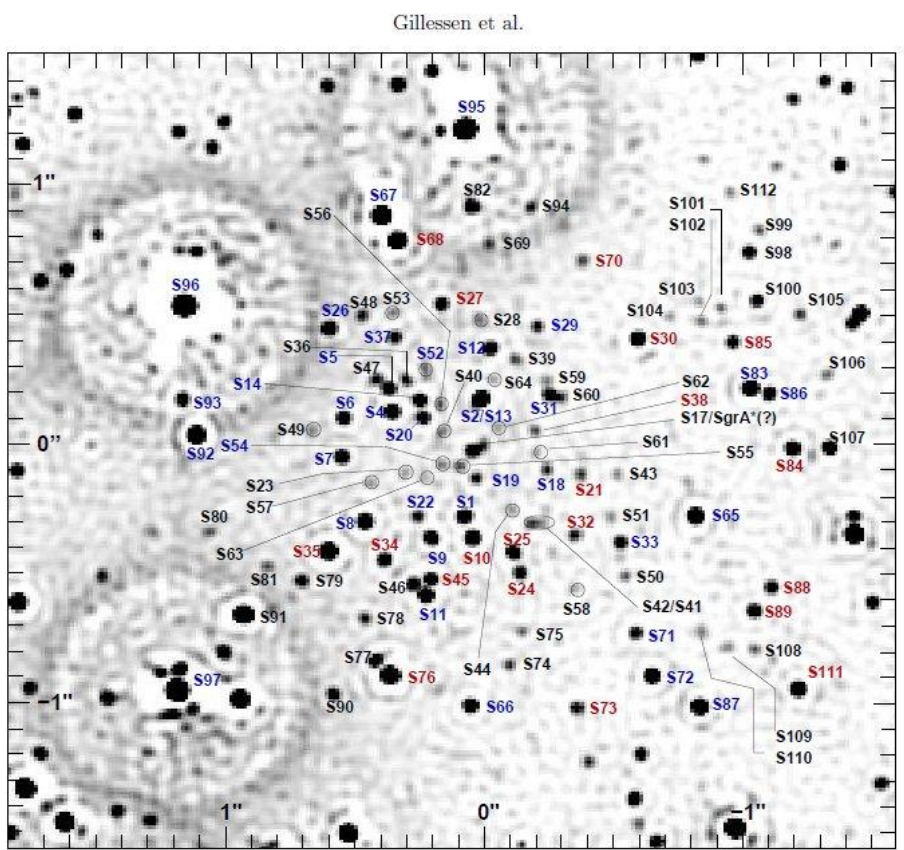 Gillessen et al.
S95
1"
S82
S67
S56
S94
S68
S69
S112
S101
S102
S99
S98
S70
S96
S103
S100
S105
S104
S48
S53
S27
S26
S28
S29
S37
S30
S85
S36
S5
S52
S12
S39
S106
S47
S40
S64
S59
S60
S62
S83
S14
S38
S86
S93
S6
S4
S2/S13
S31
S17/SgrA*(?)
S49
S20
S61
S107
0"
S54
S92
S7
S55
S84
S23
S19
S18
S21
S43
S57
S22
S1
S80
S8
S32
S51
S65
S63
S35
S34
S9
S10
S25
S33
S81
S79
S46
S45
S24
S50
S88
S11
S58
S42/S41
S89
S91
S78
S75
S71
S77
S44
S74
S108
S76
S72
S111
S97
−1"
S90
S66
S73
S87
S109
S110
1"
0"
−1"